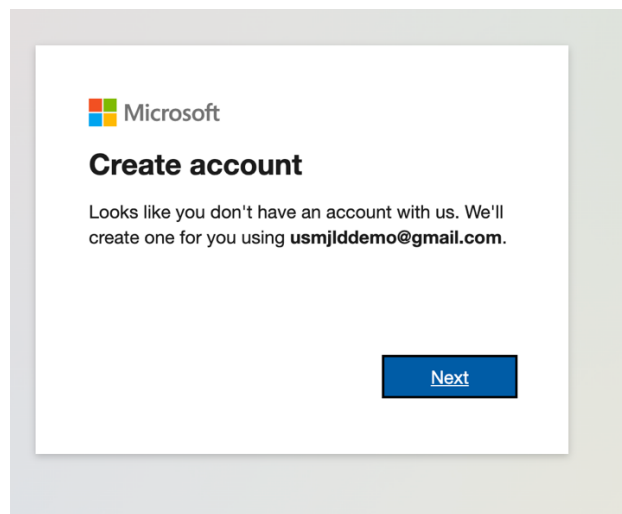 Microsoft
Create account
Looks like you don't have an account with us. We'll
create one for you using usmjlddemo@gmail.com.
Next